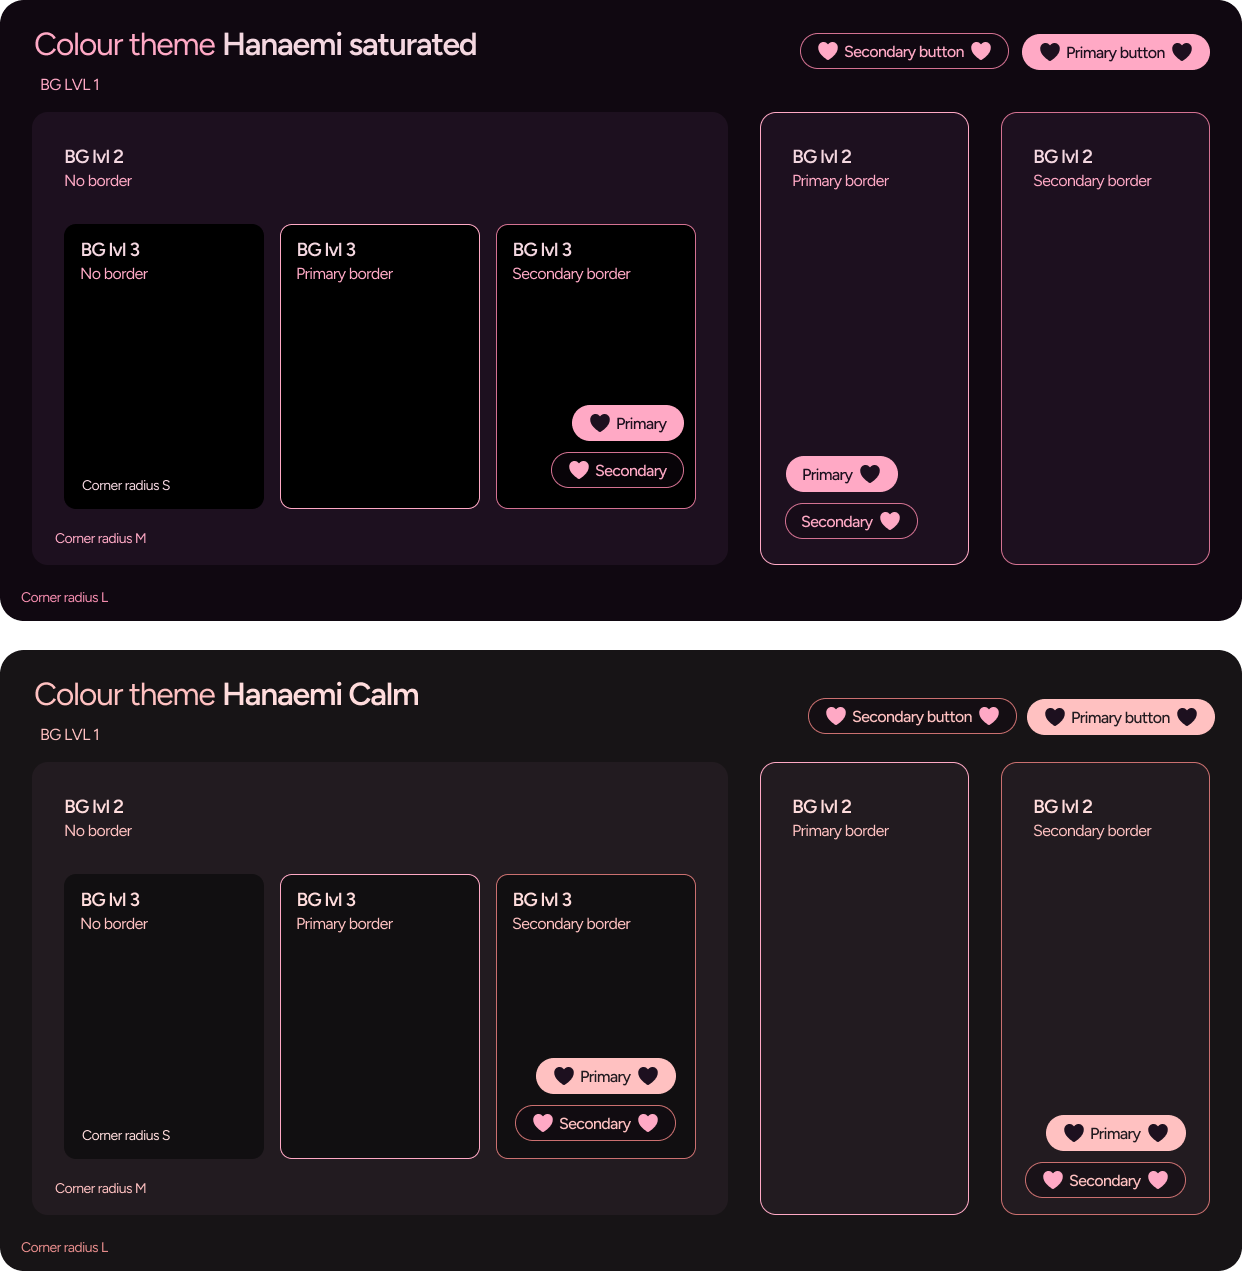 Colour theme Hanaemi saturated
Secondary button
Primary button
BG LVL 1
BG lvl 2
No border
BG lvl 3
No border
Corner radius S
BG lvl 3
Primary border
BG lvl 3
Secondary border
Primary
Secondary
Corner radius M
BG lvl 2
Primary border
Primary
Secondary
BG lvl 2
Secondary border
Corner radius L
Colour theme Hanaemi Calm
Secondary button
Primary button
BG LVL 1
BG lvl 2
No border
BG lvl 3
No border
Corner radius S
BG lvl 3
Primary border
BG lvl 3
Secondary border
Primary
Secondary
Corner radius M
BG lvl 2
Primary border
BG lvl 2
Secondary border
Primary
Secondary
Corner radius L